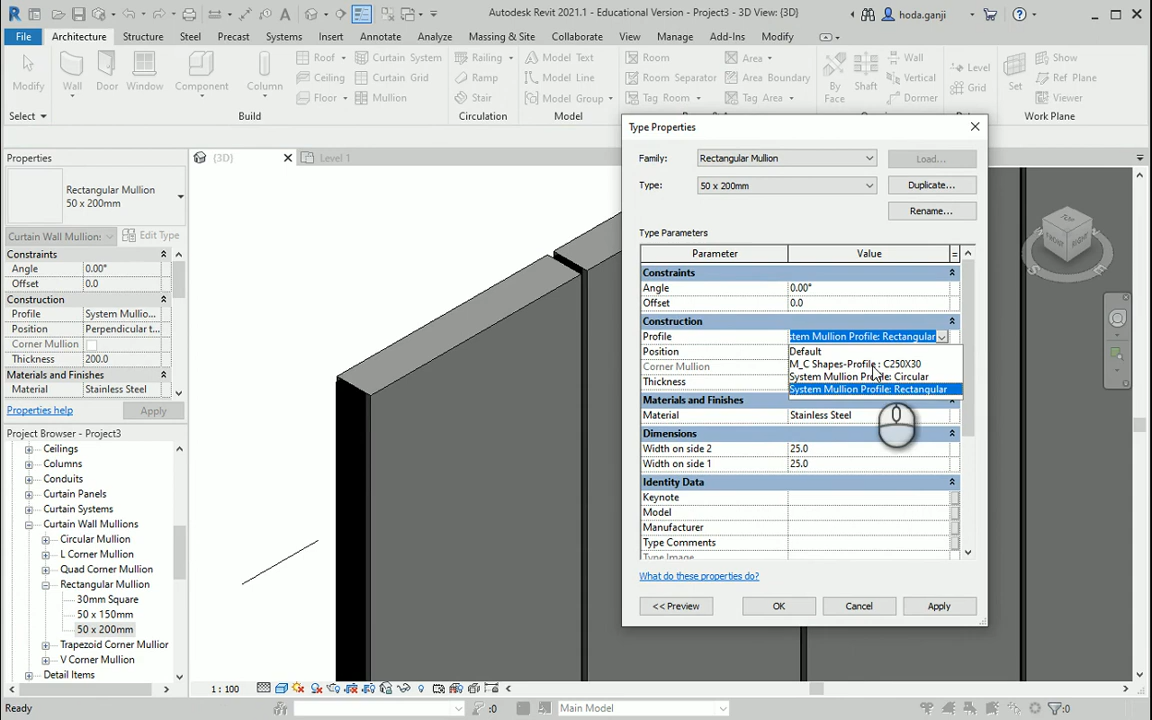 Autodesk Revit 2021.1 - Educational Version - Project3 - 3D View: {3D}
hoda.ganji
File Architecture Structure Steel Precast Systems Insert Annotate Analyze Massing & Site Collaborate View Manage Add-Ins Modify
Modify Wall Door Window Component Column
Roof Curtain System
Ceiling Curtain Grid
Floor Mullion
Railing Model Text
Ramp Model Line
Stair Model Group
Room Area
Room Separator Area Boundary
Tag Room Tag Area
By Face Shaft
Wall
Vertical
Dormer
Level
Grid
Set
Show
Ref Plane
Viewer
Select Build Circulation Model Work Plane
Properties
{3D} Level 1
Rectangular Mullion
50 x 200mm
Curtain Wall Mullion: Edit Type
Constraints
Angle 0.00°
Offset 0.0
Construction
Profile System Mullio...
Position Perpendicular t...
Corner Mullion
Thickness 200.0
Materials and Finishes
Material Stainless Steel
Properties help Apply
Project Browser - Project3
Ceilings
Columns
Conduits
Curtain Panels
Curtain Systems
Curtain Wall Mullions
Circular Mullion
L Corner Mullion
Quad Corner Mullion
Rectangular Mullion
30mm Square
50 x 150mm
50 x 200mm
Trapezoid Corner Mullior
V Corner Mullion
Detail Items
Type Properties
Family: Rectangular Mullion Load...
Type: 50 x 200mm Duplicate...
Rename...
Type Parameters
Parameter Value =
Constraints
Angle 0.00°
Offset 0.0
Construction
Profile stem Mullion Profile: Rectangular
Position Default
Corner Mullion M_C Shapes-Profile : C250X30
System Mullion Profile: Circular
Thickness System Mullion Profile: Rectangular
Materials and Finishes
Material Stainless Steel
Dimensions
Width on side 2 25.0
Width on side 1 25.0
Identity Data
Keynote
Model
Manufacturer
Type Comments
Type Image
What do these properties do?
<< Preview OK Cancel Apply
TOP
FRONT RIGHT
S E
1 : 100
Ready :0 Main Model :0